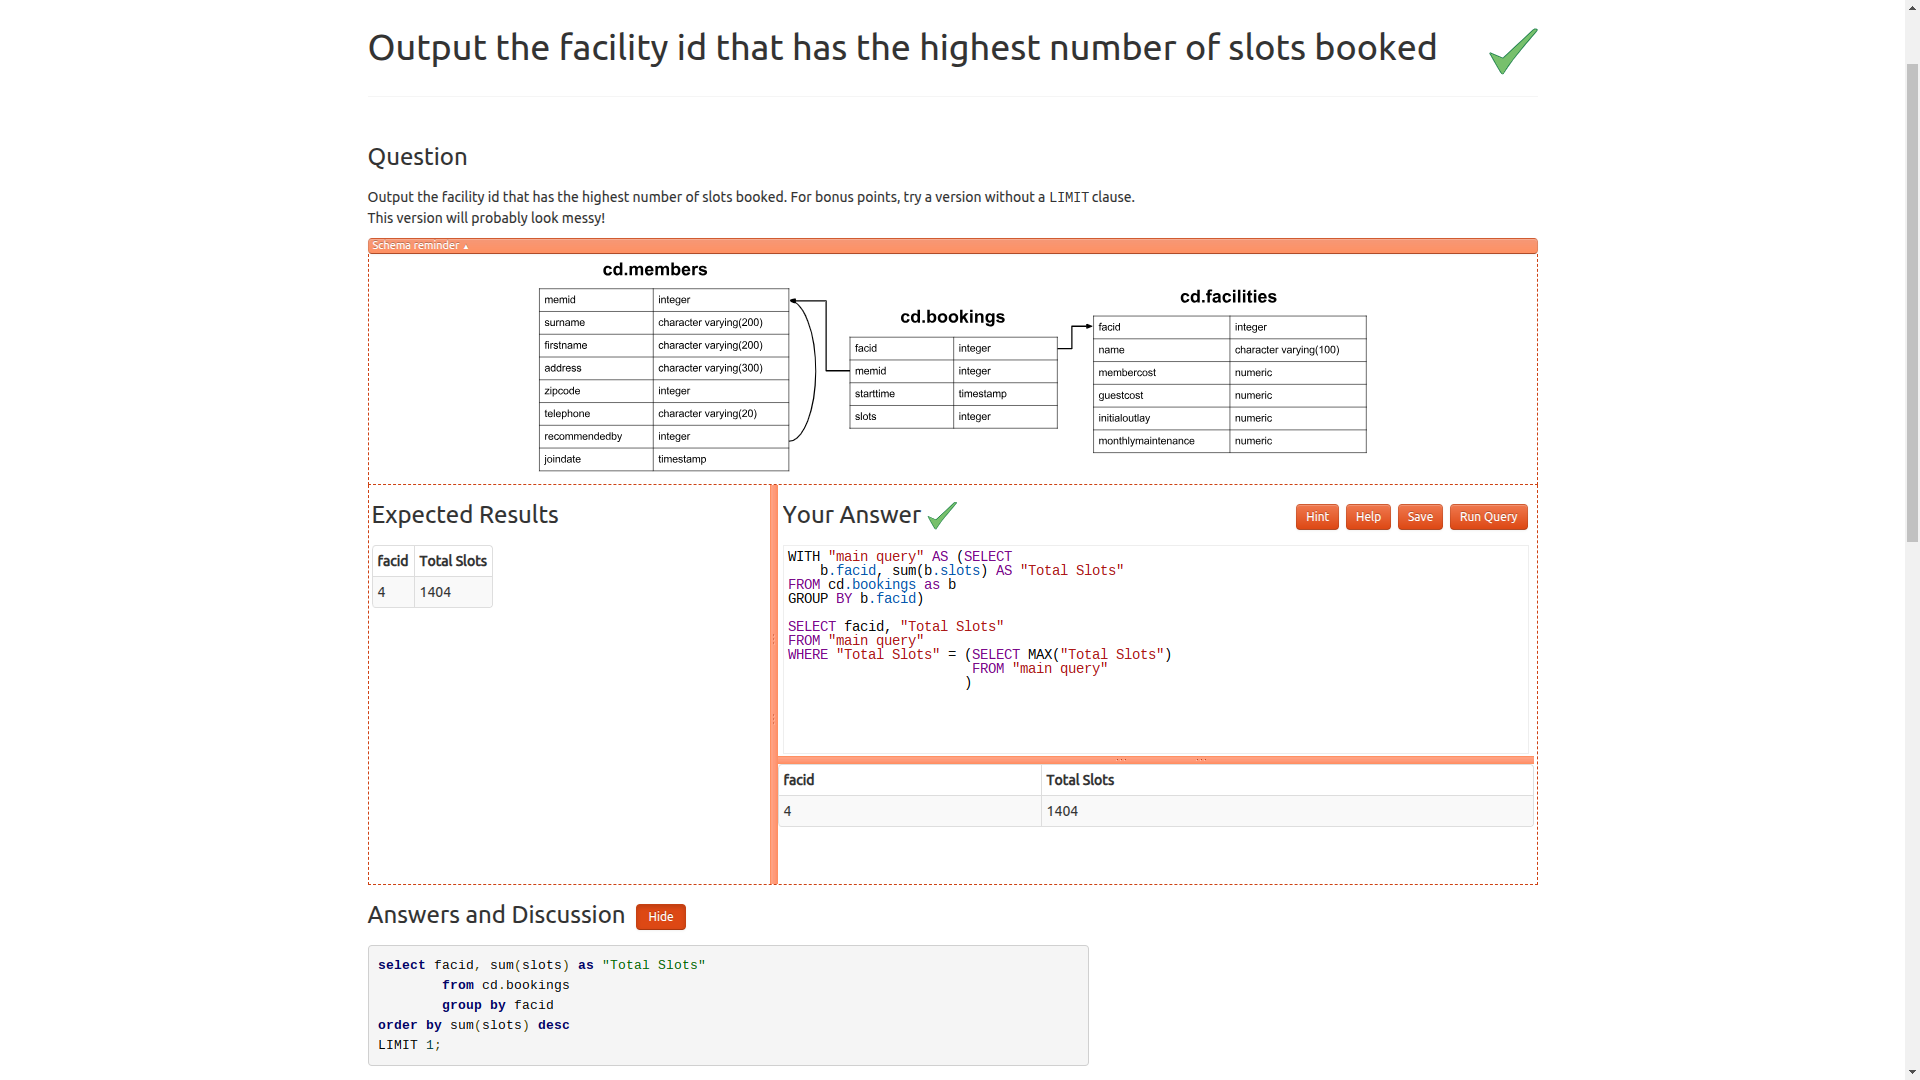 Output the facility id that has the highest number of slots booked
Question
Output the facility id that has the highest number of slots booked. For bonus points, try a version without a LIMIT clause.
This version will probably look messy!
Schema reminder ▴
cd.members
memid integer
surname character varying(200)
firstname character varying(200)
address character varying(300)
zipcode integer
telephone character varying(20)
recommendedby integer
joindate timestamp
cd.bookings
facid integer
memid integer
starttime timestamp
slots integer
cd.facilities
facid integer
name character varying(100)
membercost numeric
guestcost numeric
initialoutlay numeric
monthlymaintenance numeric
Expected Results
facid Total Slots
4 1404
Your Answer
Hint Help Save Run Query
WITH "main query" AS (SELECT
    b.facid, sum(b.slots) AS "Total Slots"
FROM cd.bookings as b
GROUP BY b.facid)
SELECT facid, "Total Slots"
FROM "main query"
WHERE "Total Slots" = (SELECT MAX("Total Slots")
                       FROM "main query"
                      )
facid Total Slots
4 1404
Answers and Discussion Hide
select facid, sum(slots) as "Total Slots"
        from cd.bookings
        group by facid
order by sum(slots) desc
LIMIT 1;